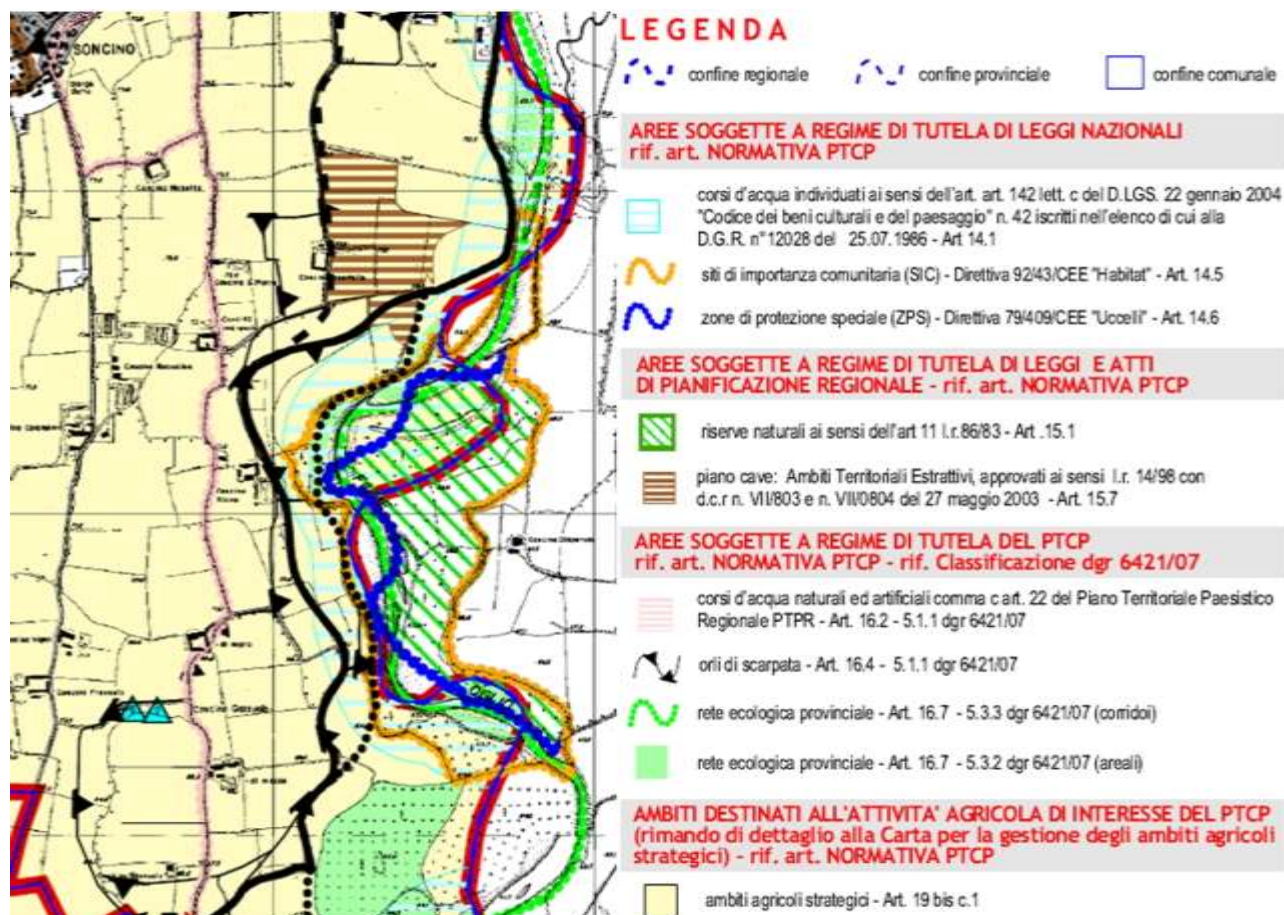 SONCINO
OGLIO
LEGENDA
confine regionale
confine provinciale
confine comunale
AREE SOGGETTE A REGIME DI TUTELA DI LEGGI NAZIONALI
rif. art. NORMATIVA PTCP
corsi d'acqua individuati ai sensi dell'art. art. 142 lett. c del D.LGS. 22 gennaio 2004
"Codice dei beni culturali e del paesaggio" n. 42 iscritti nell'elenco di cui alla
D.G.R. n°12028 del 25.07.1986 - Art 14.1
siti di importanza comunitaria (SIC) - Direttiva 92/43/CEE "Habitat" - Art. 14.5
zone di protezione speciale (ZPS) - Direttiva 79/409/CEE "Uccelli" - Art. 14.6
AREE SOGGETTE A REGIME DI TUTELA DI LEGGI E ATTI
DI PIANIFICAZIONE REGIONALE - rif. art. NORMATIVA PTCP
riserve naturali ai sensi dell'art 11 l.r.86/83 - Art .15.1
piano cave: Ambiti Territoriali Estrattivi, approvati ai sensi l.r. 14/98 con
d.c.r n. VII/803 e n. VII/0804 del 27 maggio 2003 - Art. 15.7
AREE SOGGETTE A REGIME DI TUTELA DEL PTCP
rif. art. NORMATIVA PTCP - rif. Classificazione dgr 6421/07
corsi d'acqua naturali ed artificiali comma c art. 22 del Piano Territoriale Paesistico
Regionale PTPR - Art. 16.2 - 5.1.1 dgr 6421/07
orli di scarpata - Art. 16.4 - 5.1.1 dgr 6421/07
rete ecologica provinciale - Art. 16.7 - 5.3.3 dgr 6421/07 (corridoi)
rete ecologica provinciale - Art. 16.7 - 5.3.2 dgr 6421/07 (areali)
AMBITI DESTINATI ALL'ATTIVITA' AGRICOLA DI INTERESSE DEL PTCP
(rimando di dettaglio alla Carta per la gestione degli ambiti agricoli
strategici) - rif. art. NORMATIVA PTCP
ambiti agricoli strategici - Art. 19 bis c.1